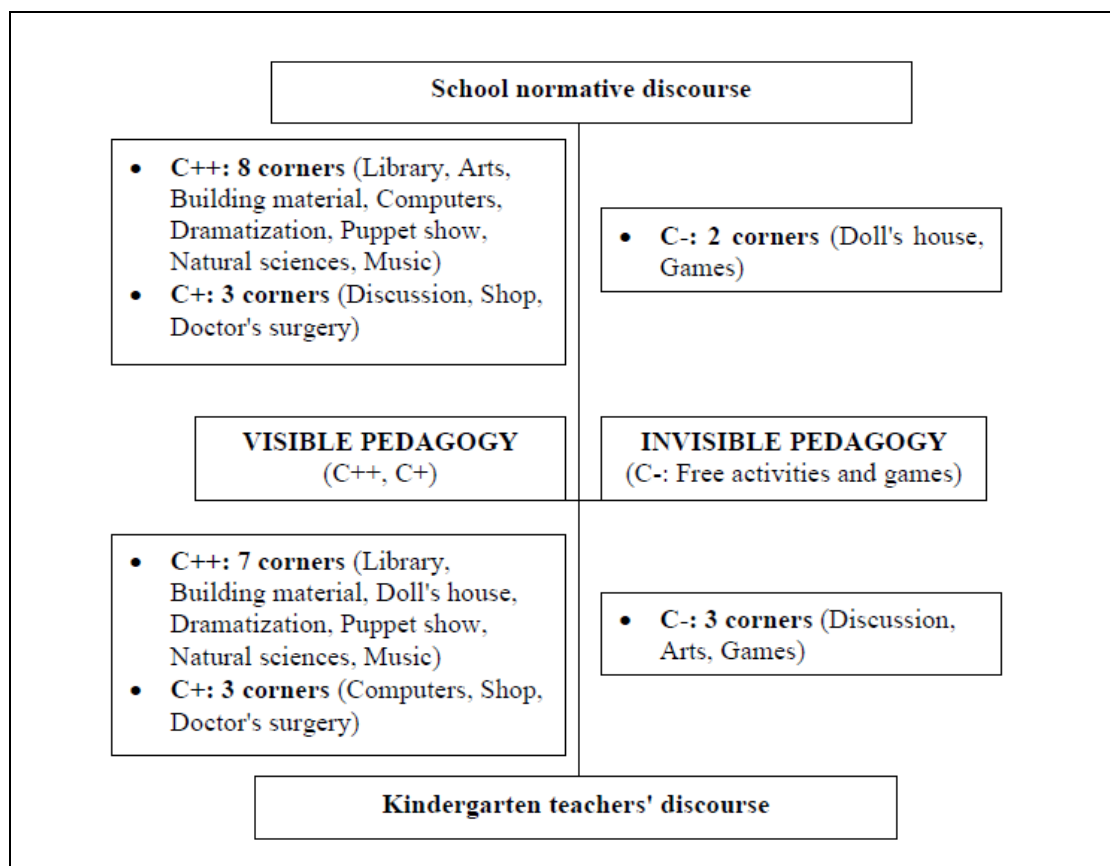 School normative discourse
• C++: 8 corners (Library, Arts,
Building material, Computers,
Dramatization, Puppet show,
Natural sciences, Music)
• C+: 3 corners (Discussion, Shop,
Doctor's surgery)
• C-: 2 corners (Doll's house,
Games)
VISIBLE PEDAGOGY
(C++, C+)
INVISIBLE PEDAGOGY
(C-: Free activities and games)
• C++: 7 corners (Library,
Building material, Doll's house,
Dramatization, Puppet show,
Natural sciences, Music)
• C+: 3 corners (Computers, Shop,
Doctor's surgery)
• C-: 3 corners (Discussion,
Arts, Games)
Kindergarten teachers' discourse